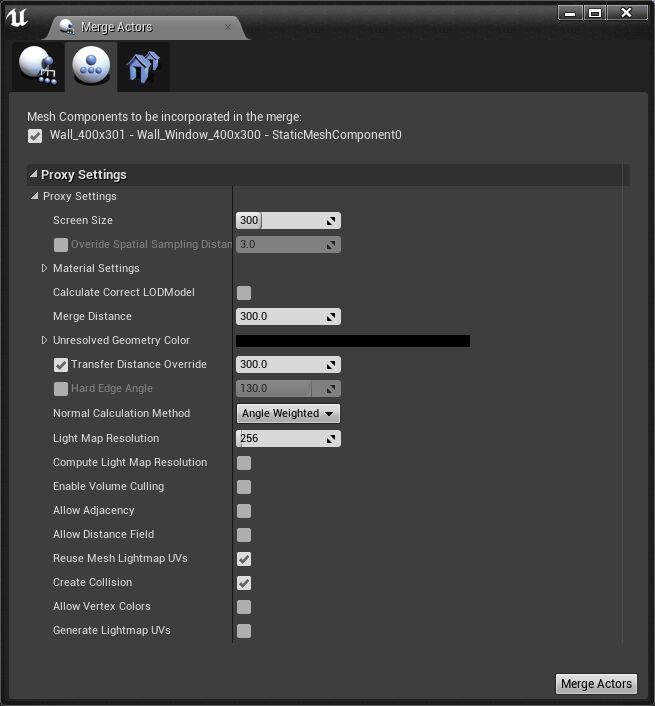 Merge Actors
Mesh Components to be incorporated in the merge:
Wall_400x301 - Wall_Window_400x300 - StaticMeshComponent0
Proxy Settings
Proxy Settings
Screen Size 300
Overide Spatial Sampling Distan 3.0
Material Settings
Calculate Correct LODModel
Merge Distance 300.0
Unresolved Geometry Color
Transfer Distance Override 300.0
Hard Edge Angle 130.0
Normal Calculation Method Angle Weighted
Light Map Resolution 256
Compute Light Map Resolution
Enable Volume Culling
Allow Adjacency
Allow Distance Field
Reuse Mesh Lightmap UVs
Create Collision
Allow Vertex Colors
Generate Lightmap UVs
Merge Actors